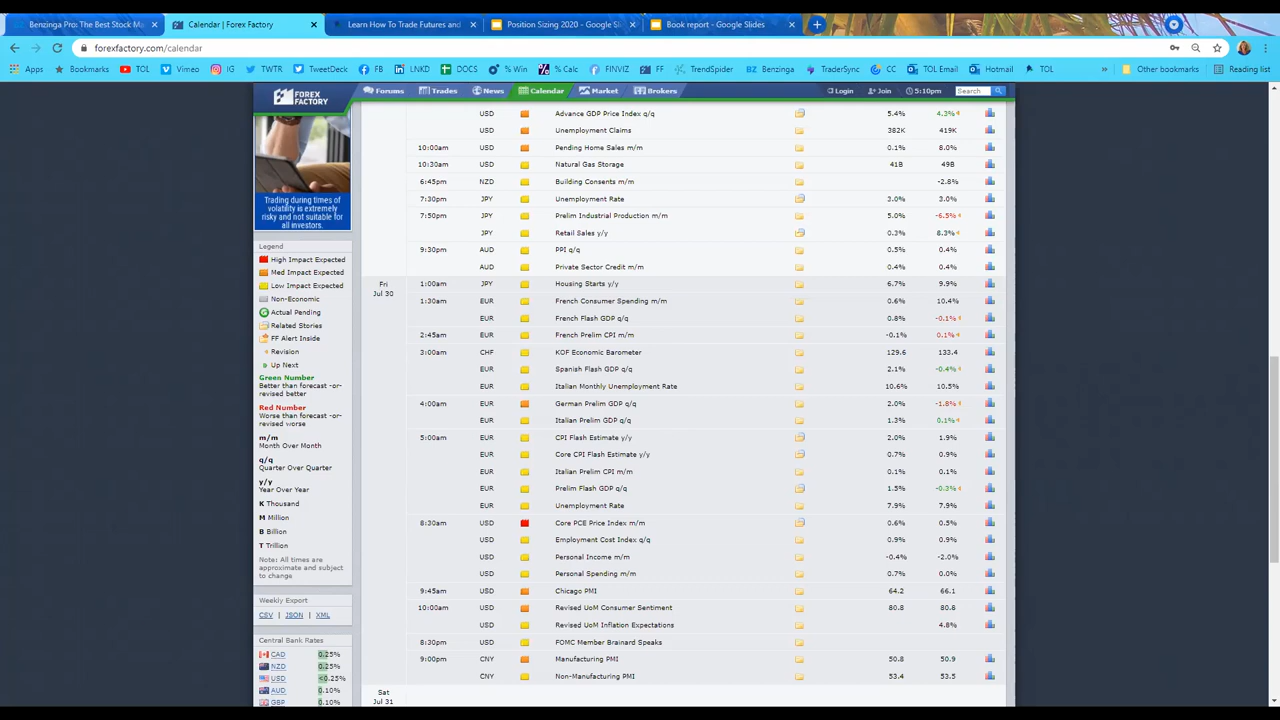 Benzinga Pro: The Best Stock Ma
Calendar | Forex Factory
Learn How To Trade Futures and
Position Sizing 2020 - Google Sli
Book report - Google Slides
forexfactory.com/calendar
Apps Bookmarks TOL Vimeo IG TWTR TweetDeck FB LNKD DOCS % Win % Calc FINVIZ FF TrendSpider Benzinga TraderSync CC TOL Email Hotmail TOL » Other bookmarks Reading list
FOREX FACTORY
Forums Trades News Calendar Market Brokers Login Join 5:10pm Search
Trading during times of
volatility is extremely
risky and not suitable for
all investors.
Legend
High Impact Expected
Med Impact Expected
Low Impact Expected
Non-Economic
Actual Pending
Related Stories
FF Alert Inside
Revision
Up Next
Green Number
Better than forecast -or-
revised better
Red Number
Worse than forecast -or-
revised worse
m/m
Month Over Month
q/q
Quarter Over Quarter
y/y
Year Over Year
K Thousand
M Million
B Billion
T Trillion
Note: All times are
approximate and subject
to change
Weekly Export
CSV | JSON | XML
Central Bank Rates
CAD 0.25%
NZD 0.25%
USD <0.25%
AUD 0.10%
GBP 0.10%
USD Advance GDP Price Index q/q 5.4% 4.3%
USD Unemployment Claims 382K 419K
10:00am USD Pending Home Sales m/m 0.1% 8.0%
10:30am USD Natural Gas Storage 41B 49B
6:45pm NZD Building Consents m/m -2.8%
7:30pm JPY Unemployment Rate 3.0% 3.0%
7:50pm JPY Prelim Industrial Production m/m 5.0% -6.5%
JPY Retail Sales y/y 0.3% 8.3%
9:30pm AUD PPI q/q 0.5% 0.4%
AUD Private Sector Credit m/m 0.4% 0.4%
Fri Jul 30 1:00am JPY Housing Starts y/y 6.7% 9.9%
1:30am EUR French Consumer Spending m/m 0.6% 10.4%
EUR French Flash GDP q/q 0.8% -0.1%
2:45am EUR French Prelim CPI m/m -0.1% 0.1%
3:00am CHF KOF Economic Barometer 129.6 133.4
EUR Spanish Flash GDP q/q 2.1% -0.4%
EUR Italian Monthly Unemployment Rate 10.6% 10.5%
4:00am EUR German Prelim GDP q/q 2.0% -1.8%
EUR Italian Prelim GDP q/q 1.3% 0.1%
5:00am EUR CPI Flash Estimate y/y 2.0% 1.9%
EUR Core CPI Flash Estimate y/y 0.7% 0.9%
EUR Italian Prelim CPI m/m 0.1% 0.1%
EUR Prelim Flash GDP q/q 1.5% -0.3%
EUR Unemployment Rate 7.9% 7.9%
8:30am USD Core PCE Price Index m/m 0.6% 0.5%
USD Employment Cost Index q/q 0.9% 0.9%
USD Personal Income m/m -0.4% -2.0%
USD Personal Spending m/m 0.7% 0.0%
9:45am USD Chicago PMI 64.2 66.1
10:00am USD Revised UoM Consumer Sentiment 80.8 80.8
USD Revised UoM Inflation Expectations 4.8%
8:30pm USD FOMC Member Brainard Speaks
9:00pm CNY Manufacturing PMI 50.8 50.9
CNY Non-Manufacturing PMI 53.4 53.5
Sat
Jul 31